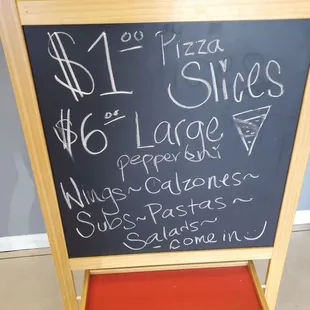 $1.00 Pizza
Slices
$6.00 Large
pepperoni
Wings~Calzones~
Subs~Pastas~
Salads~
come in